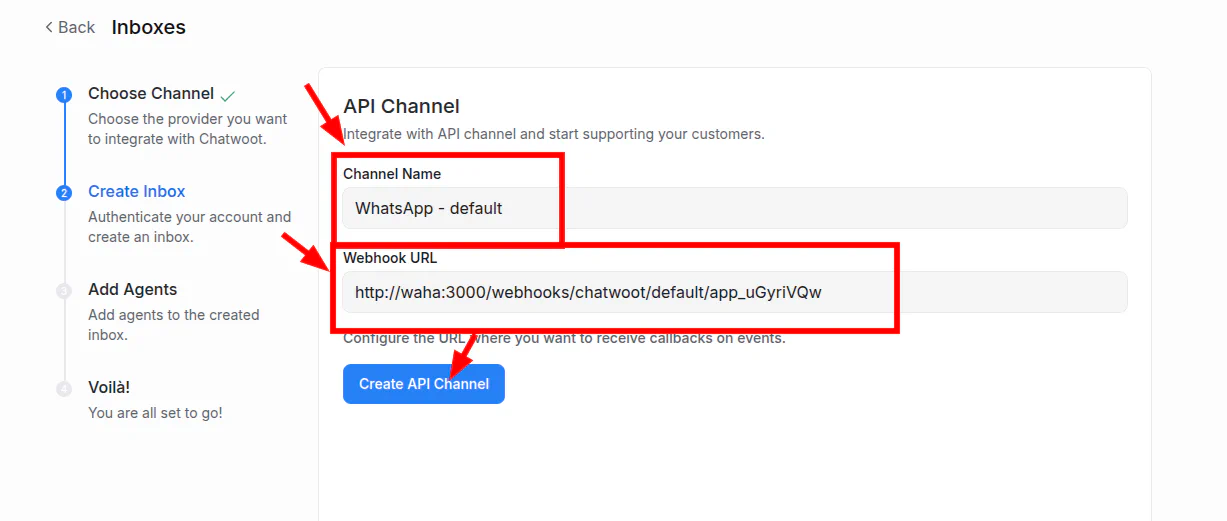 Back Inboxes
1 Choose Channel
Choose the provider you want
to integrate with Chatwoot.
2 Create Inbox
Authenticate your account and
create an inbox.
3 Add Agents
Add agents to the created
inbox.
4 Voilà!
You are all set to go!
API Channel
Integrate with API channel and start supporting your customers.
Channel Name
WhatsApp - default
Webhook URL
http://waha:3000/webhooks/chatwoot/default/app_uGyriVQw
Configure the URL where you want to receive callbacks on events.
Create API Channel